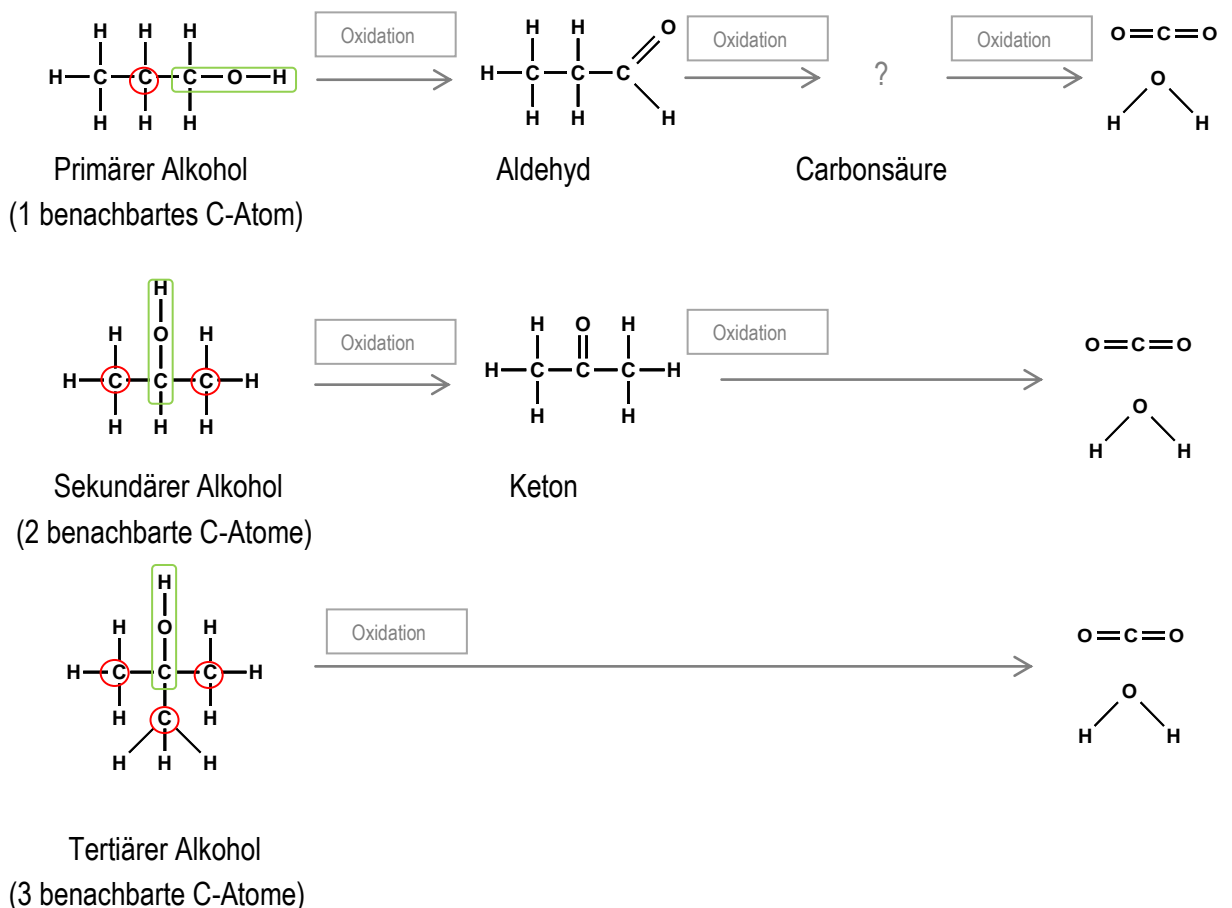 H H H
H C C C O H
H H H
Oxidation
H H O
H C C C
H H H
Oxidation
?
Oxidation
O C O
O
H H
Primärer Alkohol
(1 benachbartes C-Atom)
Aldehyd
Carbonsäure
H
H O H
H C C C H
H H H
Oxidation
H O H
H C C C H
H H
Oxidation
O C O
O
H H
Sekundärer Alkohol
(2 benachbarte C-Atome)
Keton
H
H O H
H C C C H
H C H
H H H
Oxidation
O C O
O
H H
Tertiärer Alkohol
(3 benachbarte C-Atome)